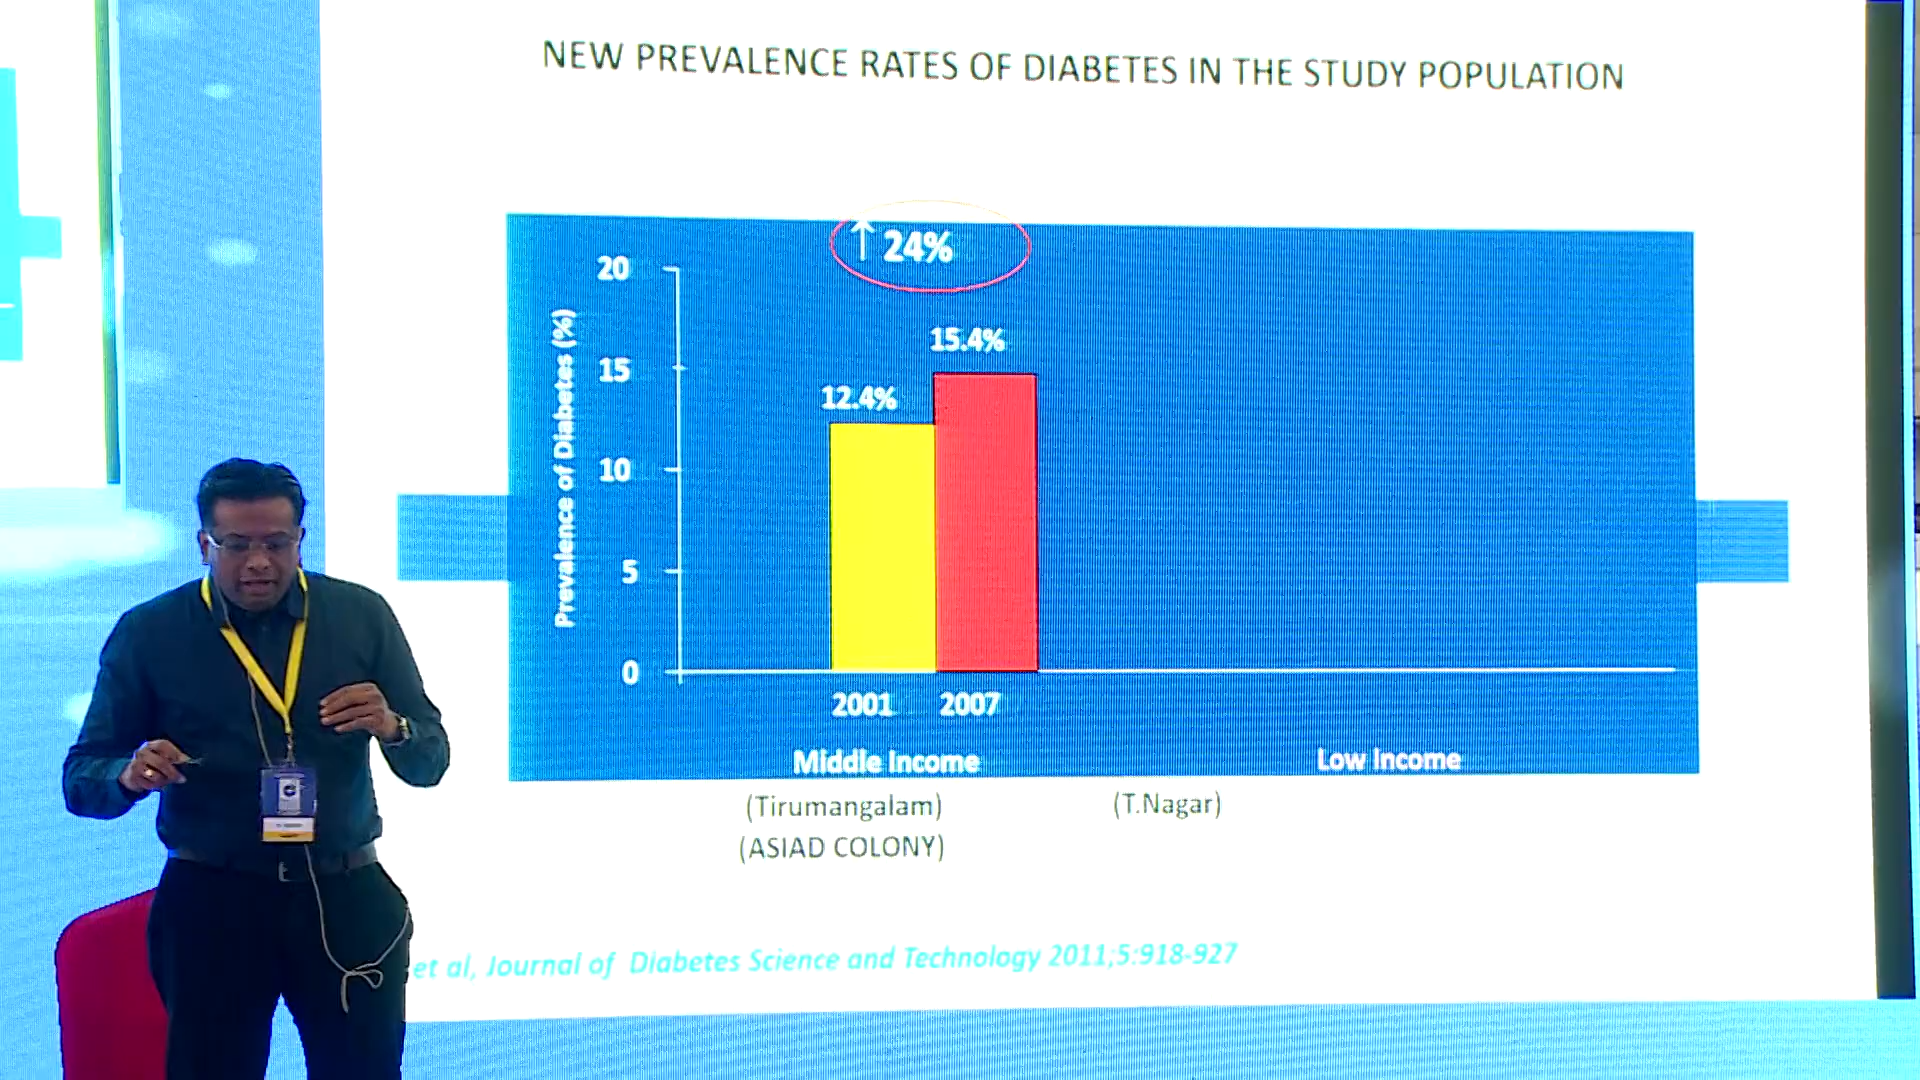 NEW PREVALENCE RATES OF DIABETES IN THE STUDY POPULATION
↑ 24%
Prevalence of Diabetes (%)
20
15
10
5
0
12.4%
15.4%
2001 2007
Middle Income
Low Income
(Tirumangalam)
(T.Nagar)
(ASIAD COLONY)
et al, Journal of Diabetes Science and Technology 2011;5:918-927